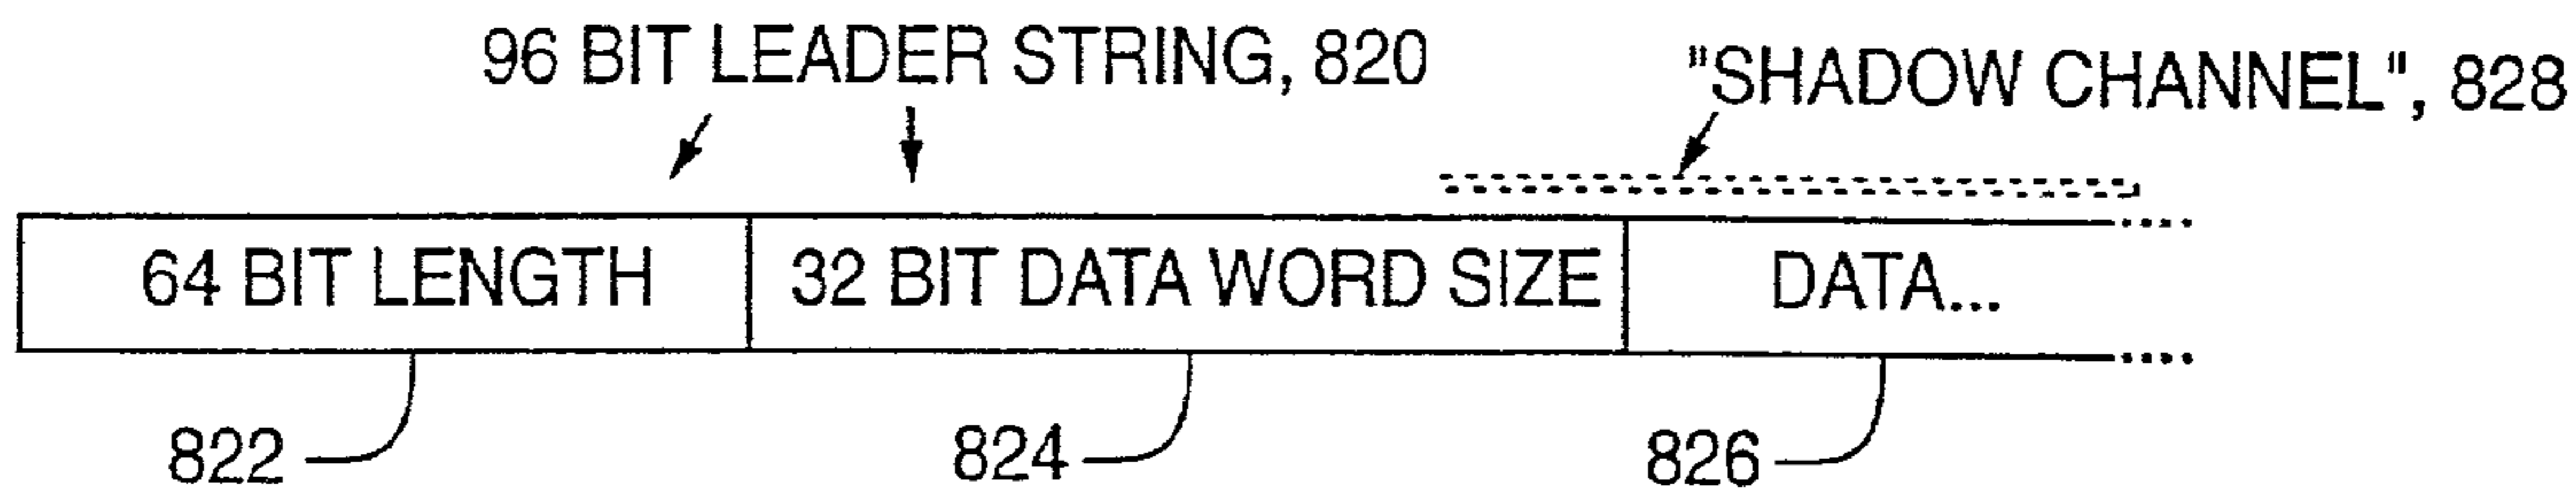 96 BIT LEADER STRING, 820
"SHADOW CHANNEL", 828
64 BIT LENGTH
32 BIT DATA WORD SIZE
DATA...
822
824
826